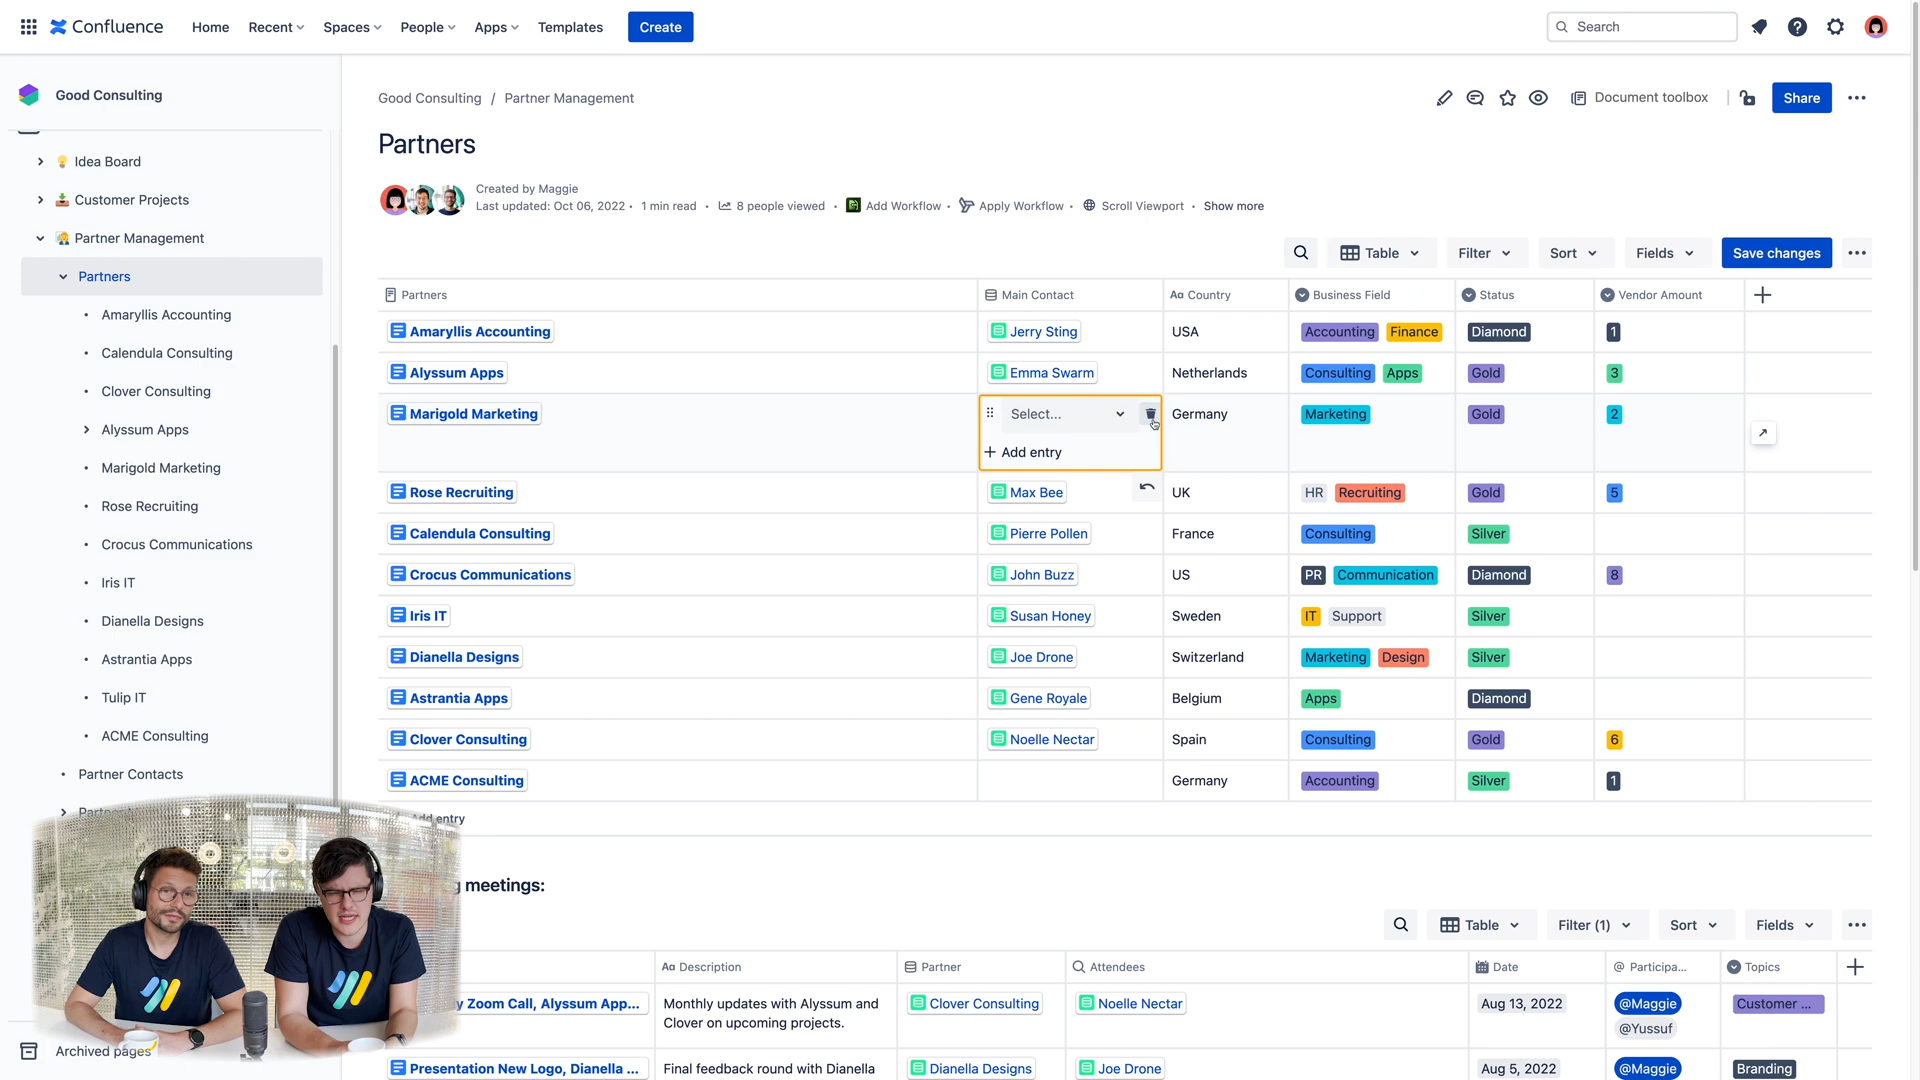 Confluence
Home
Recent
Spaces
People
Apps
Templates
Create
Search
Good Consulting
Idea Board
Customer Projects
Partner Management
Partners
Amaryllis Accounting
Calendula Consulting
Clover Consulting
Alyssum Apps
Marigold Marketing
Rose Recruiting
Crocus Communications
Iris IT
Dianella Designs
Astrantia Apps
Tulip IT
ACME Consulting
Partner Contacts
Archived pages
Good Consulting / Partner Management
Document toolbox
Share
Partners
Created by Maggie
Last updated: Oct 06, 2022 • 1 min read • 8 people viewed • Add Workflow • Apply Workflow • Scroll Viewport • Show more
Table
Filter
Sort
Fields
Save changes
Partners Main Contact Aa Country Business Field Status Vendor Amount
Amaryllis Accounting Jerry Sting USA Accounting Finance Diamond 1
Alyssum Apps Emma Swarm Netherlands Consulting Apps Gold 3
Marigold Marketing Select... Germany Marketing Gold 2
+ Add entry
Rose Recruiting Max Bee UK HR Recruiting Gold 5
Calendula Consulting Pierre Pollen France Consulting Silver
Crocus Communications John Buzz US PR Communication Diamond 8
Iris IT Susan Honey Sweden IT Support Silver
Dianella Designs Joe Drone Switzerland Marketing Design Silver
Astrantia Apps Gene Royale Belgium Apps Diamond
Clover Consulting Noelle Nectar Spain Consulting Gold 6
ACME Consulting Germany Accounting Silver 1
entry
meetings:
Table
Filter (1)
Sort
Fields
Aa Description Partner Attendees Date @ Participa... Topics
y Zoom Call, Alyssum App... Monthly updates with Alyssum and Clover Consulting Noelle Nectar Aug 13, 2022 @Maggie Customer ...
Clover on upcoming projects. @Yussuf
Presentation New Logo, Dianella ... Final feedback round with Dianella Dianella Designs Joe Drone Aug 5, 2022 @Maggie Branding